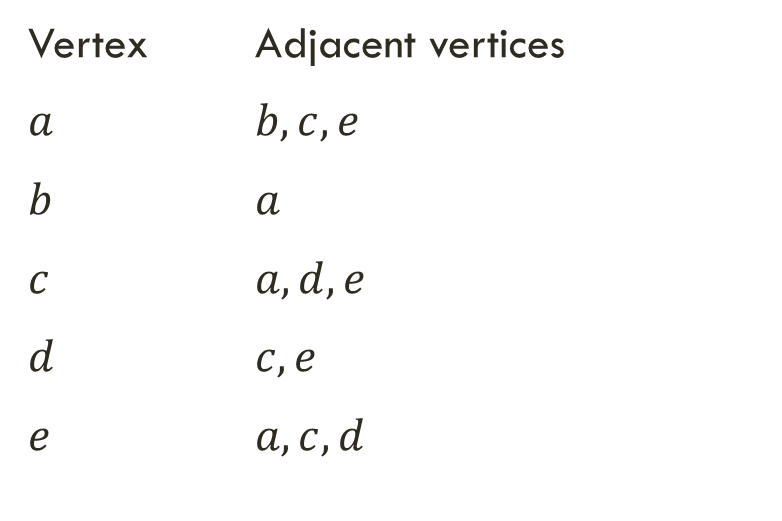 Vertex Adjacent vertices
a b, c, e
b a
c a, d, e
d c, e
e a, c, d